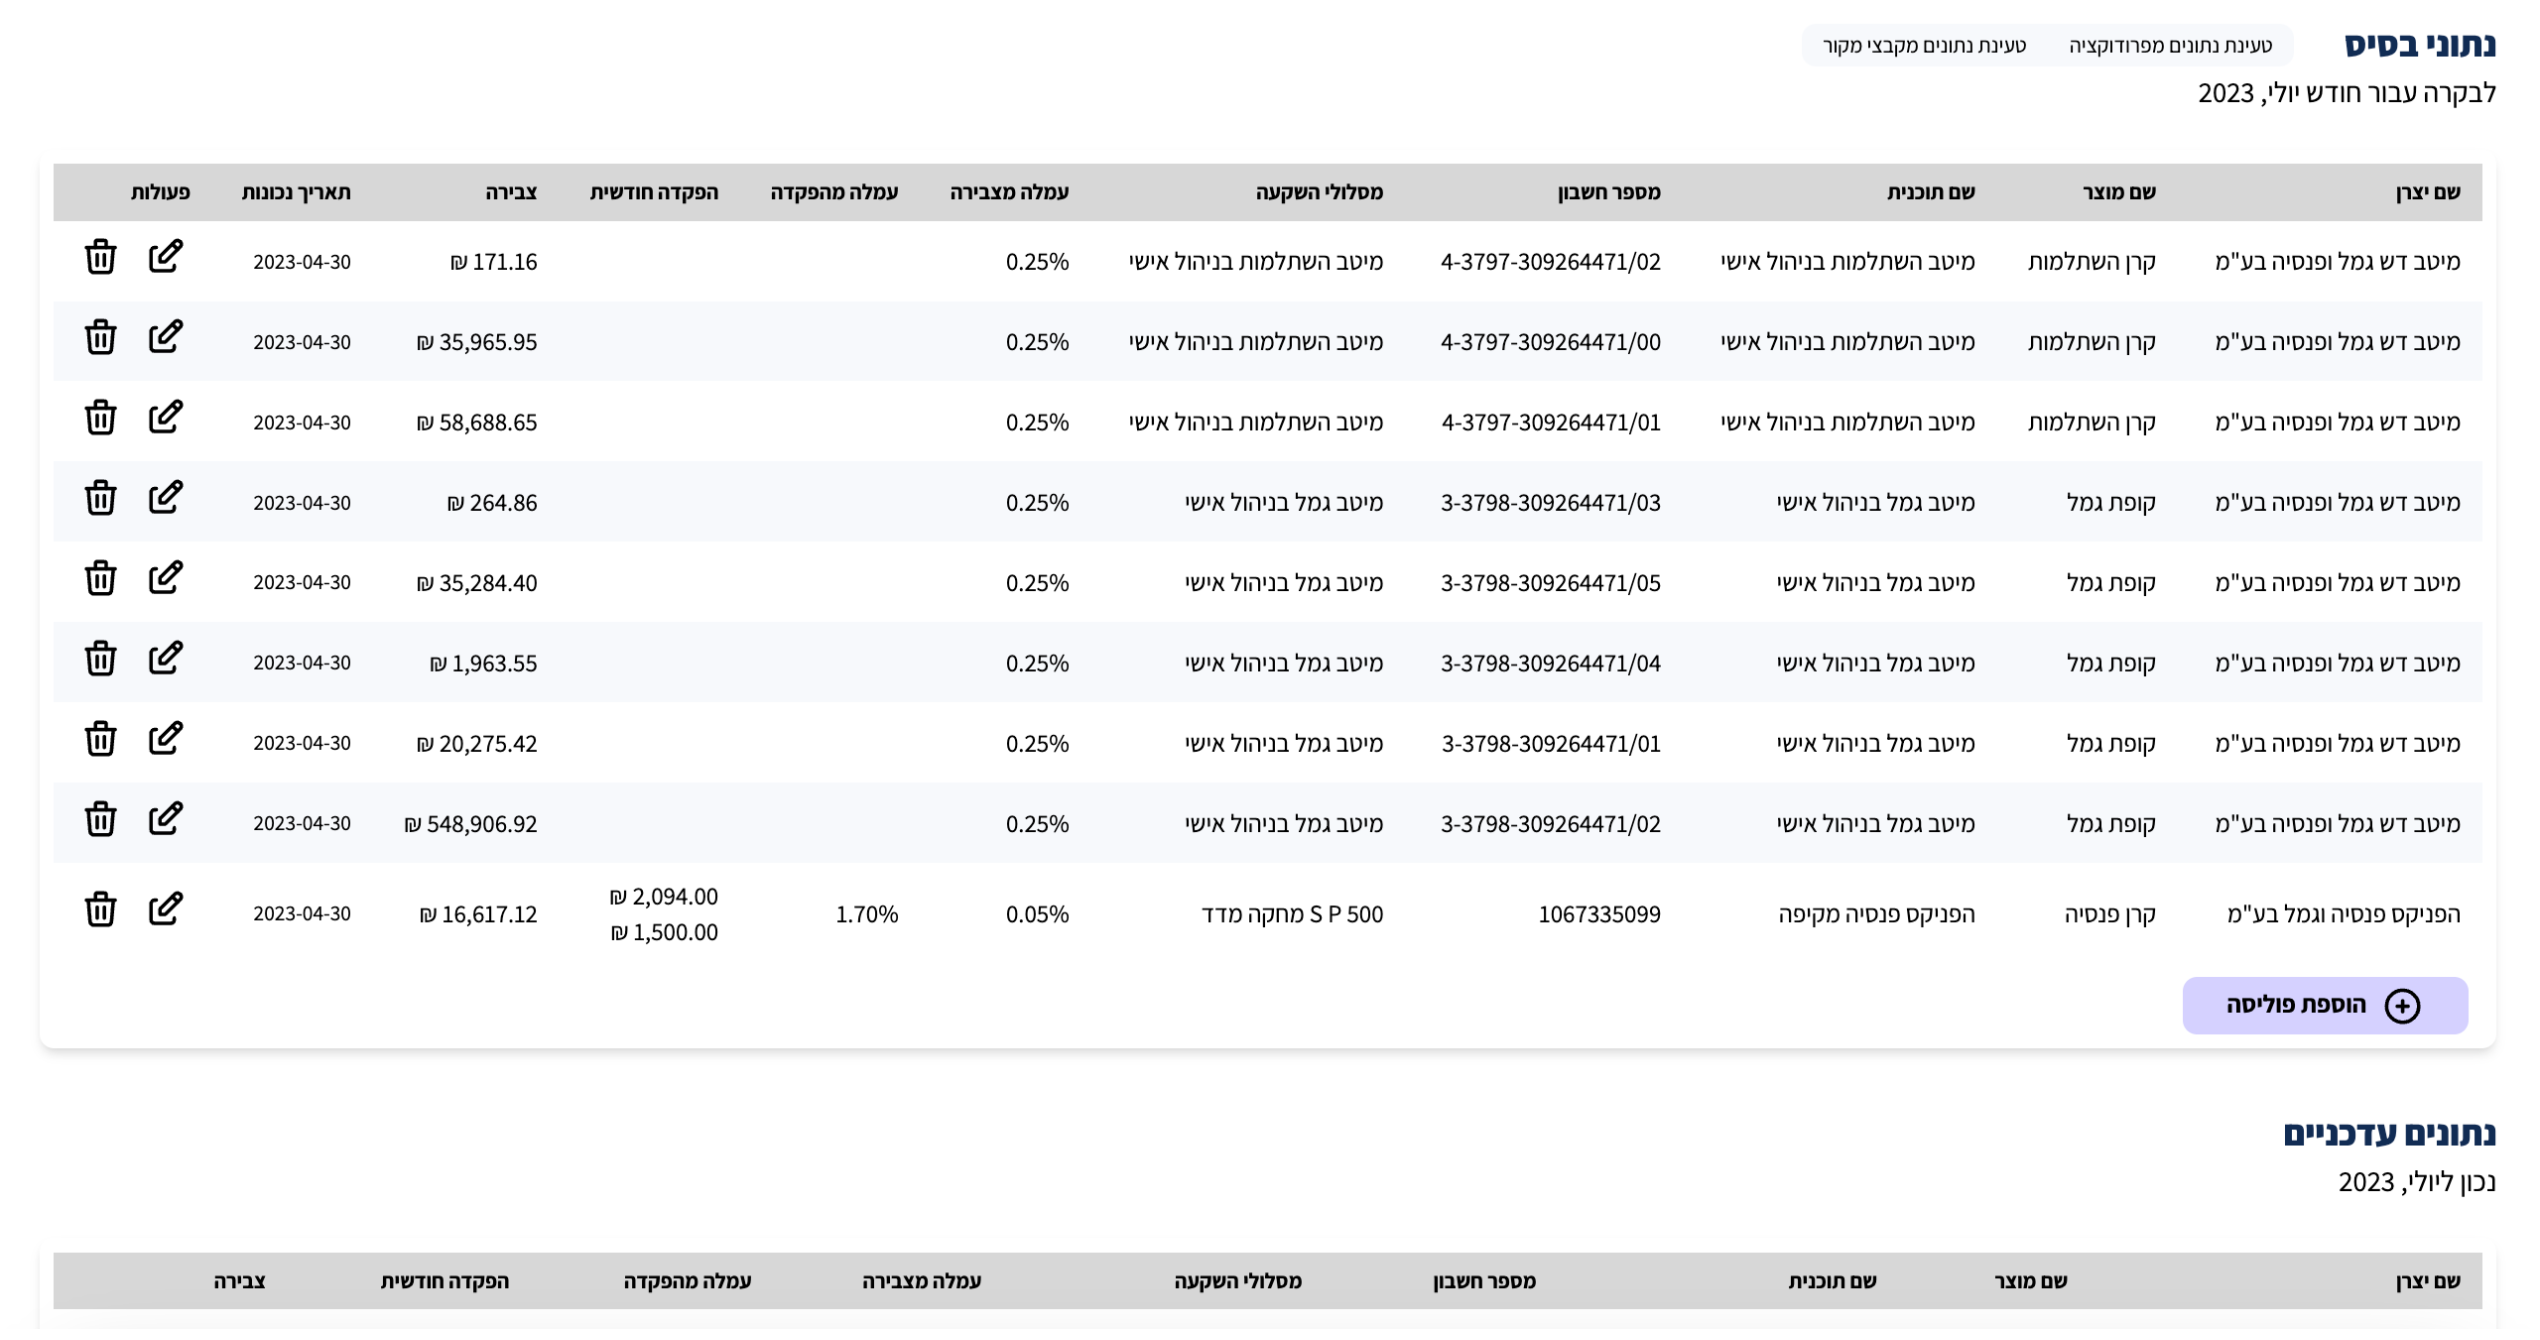 נתוני בסיס טעינת נתונים מפרודוקציה טעינת נתונים מקבצי מקור
לבקרה עבור חודש יולי, 2023
שם יצרן שם מוצר שם תוכנית מספר חשבון מסלולי השקעה עמלה מצבירה עמלה מהפקדה הפקדה חודשית צבירה תאריך נכונות פעולות
מיטב דש גמל ופנסיה בע"מ קרן השתלמות מיטב השתלמות בניהול אישי 4-3797-309264471/02 מיטב השתלמות בניהול אישי 0.25% 171.16 ₪ 2023-04-30
מיטב דש גמל ופנסיה בע"מ קרן השתלמות מיטב השתלמות בניהול אישי 4-3797-309264471/00 מיטב השתלמות בניהול אישי 0.25% 35,965.95 ₪ 2023-04-30
מיטב דש גמל ופנסיה בע"מ קרן השתלמות מיטב השתלמות בניהול אישי 4-3797-309264471/01 מיטב השתלמות בניהול אישי 0.25% 58,688.65 ₪ 2023-04-30
מיטב דש גמל ופנסיה בע"מ קופת גמל מיטב גמל בניהול אישי 3-3798-309264471/03 מיטב גמל בניהול אישי 0.25% 264.86 ₪ 2023-04-30
מיטב דש גמל ופנסיה בע"מ קופת גמל מיטב גמל בניהול אישי 3-3798-309264471/05 מיטב גמל בניהול אישי 0.25% 35,284.40 ₪ 2023-04-30
מיטב דש גמל ופנסיה בע"מ קופת גמל מיטב גמל בניהול אישי 3-3798-309264471/04 מיטב גמל בניהול אישי 0.25% 1,963.55 ₪ 2023-04-30
מיטב דש גמל ופנסיה בע"מ קופת גמל מיטב גמל בניהול אישי 3-3798-309264471/01 מיטב גמל בניהול אישי 0.25% 20,275.42 ₪ 2023-04-30
מיטב דש גמל ופנסיה בע"מ קופת גמל מיטב גמל בניהול אישי 3-3798-309264471/02 מיטב גמל בניהול אישי 0.25% 548,906.92 ₪ 2023-04-30
הפניקס פנסיה וגמל בע"מ קרן פנסיה הפניקס פנסיה מקיפה 1067335099 S P 500 מחקה מדד 0.05% 1.70% 2,094.00 ₪ 16,617.12 ₪ 2023-04-30
1,500.00 ₪
הוספת פוליסה
נתונים עדכניים
נכון ליולי, 2023
שם יצרן שם מוצר שם תוכנית מספר חשבון מסלולי השקעה עמלה מצבירה עמלה מהפקדה הפקדה חודשית צבירה